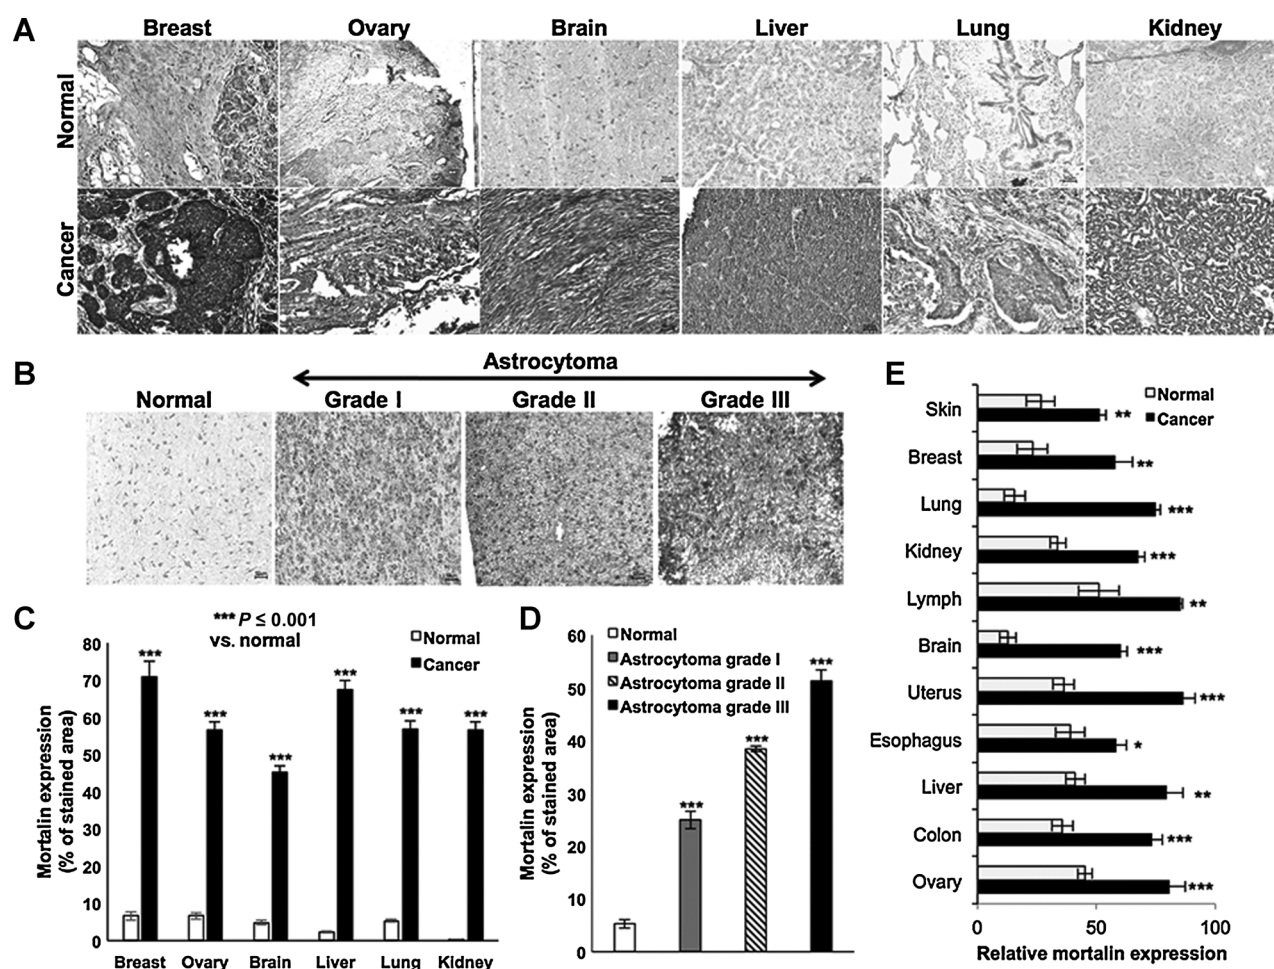 A
Breast Ovary Brain Liver Lung Kidney
Normal
Cancer
B
Astrocytoma
Normal Grade I Grade II Grade III
C
*** P ≤ 0.001
vs. normal
Normal
Cancer
Mortalin expression
(% of stained area)
80
70
60
50
40
30
20
10
0
*** *** *** *** *** ***
Breast Ovary Brain Liver Lung Kidney
D
Normal
Astrocytoma grade I
Astrocytoma grade II
Astrocytoma grade III
Mortalin expression
(% of stained area)
60
50
40
30
20
10
0
*** *** ***
E
Normal
Cancer
Skin **
Breast **
Lung ***
Kidney ***
Lymph **
Brain ***
Uterus ***
Esophagus *
Liver **
Colon ***
Ovary ***
0 50 100
Relative mortalin expression